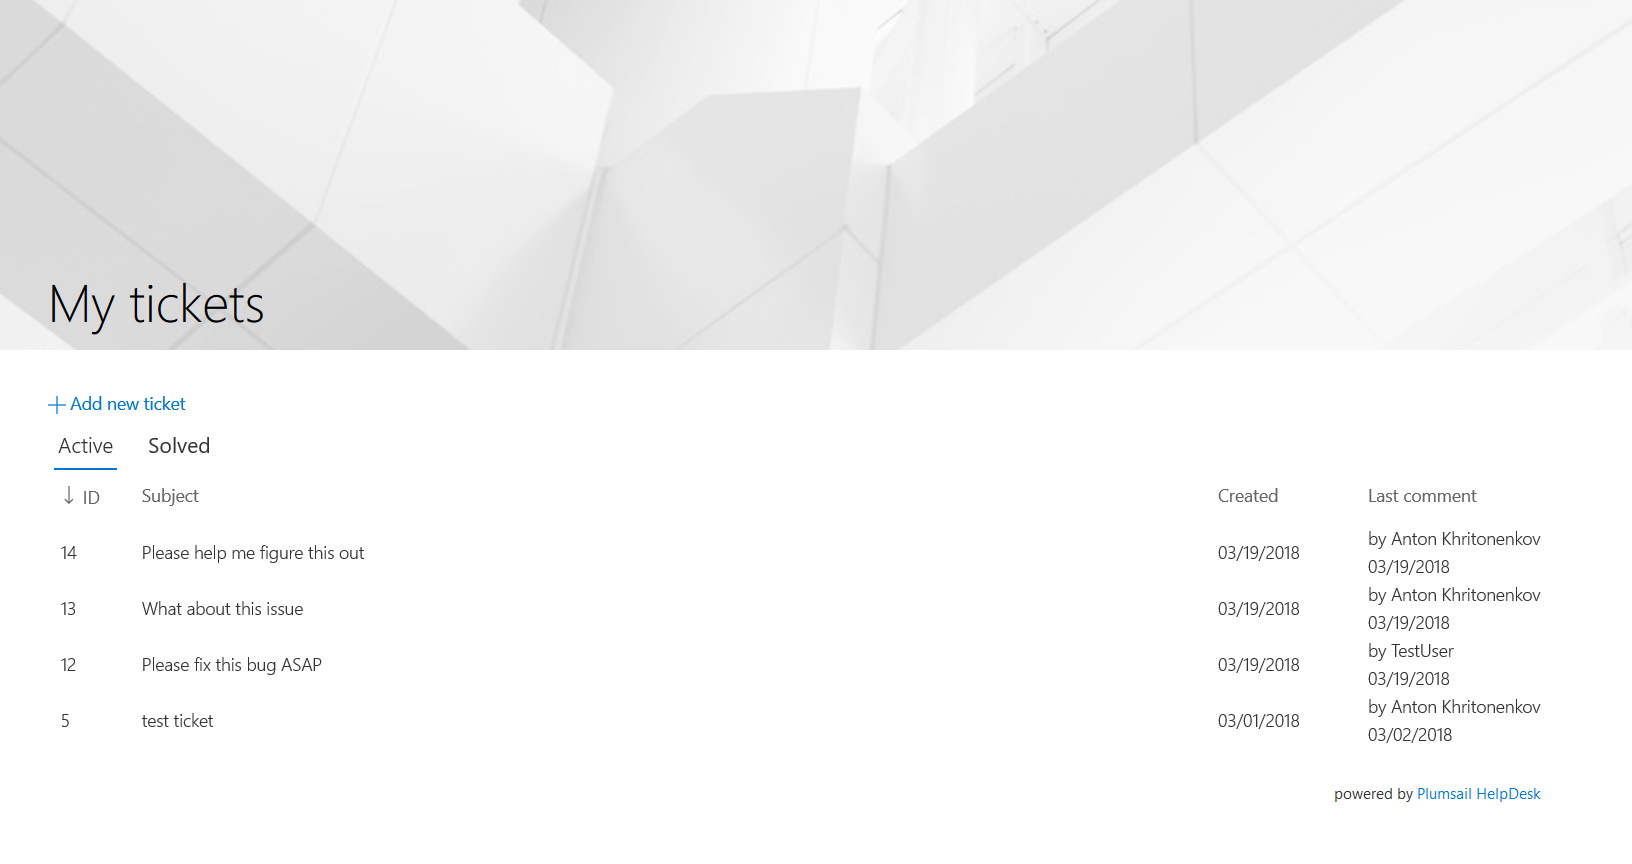 My tickets
Add new ticket
Active Solved
ID Subject Created Last comment
14 Please help me figure this out 03/19/2018 by Anton Khritonenkov
03/19/2018
13 What about this issue 03/19/2018 by Anton Khritonenkov
03/19/2018
12 Please fix this bug ASAP 03/19/2018 by TestUser
03/19/2018
5 test ticket 03/01/2018 by Anton Khritonenkov
03/02/2018
powered by Plumsail HelpDesk